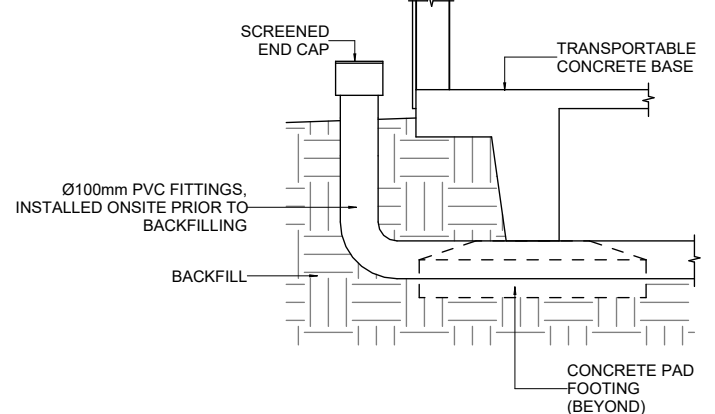 SCREENED
END CAP
TRANSPORTABLE
CONCRETE BASE
Ø100mm PVC FITTINGS,
INSTALLED ONSITE PRIOR TO
BACKFILLING
BACKFILL
CONCRETE PAD
FOOTING
(BEYOND)